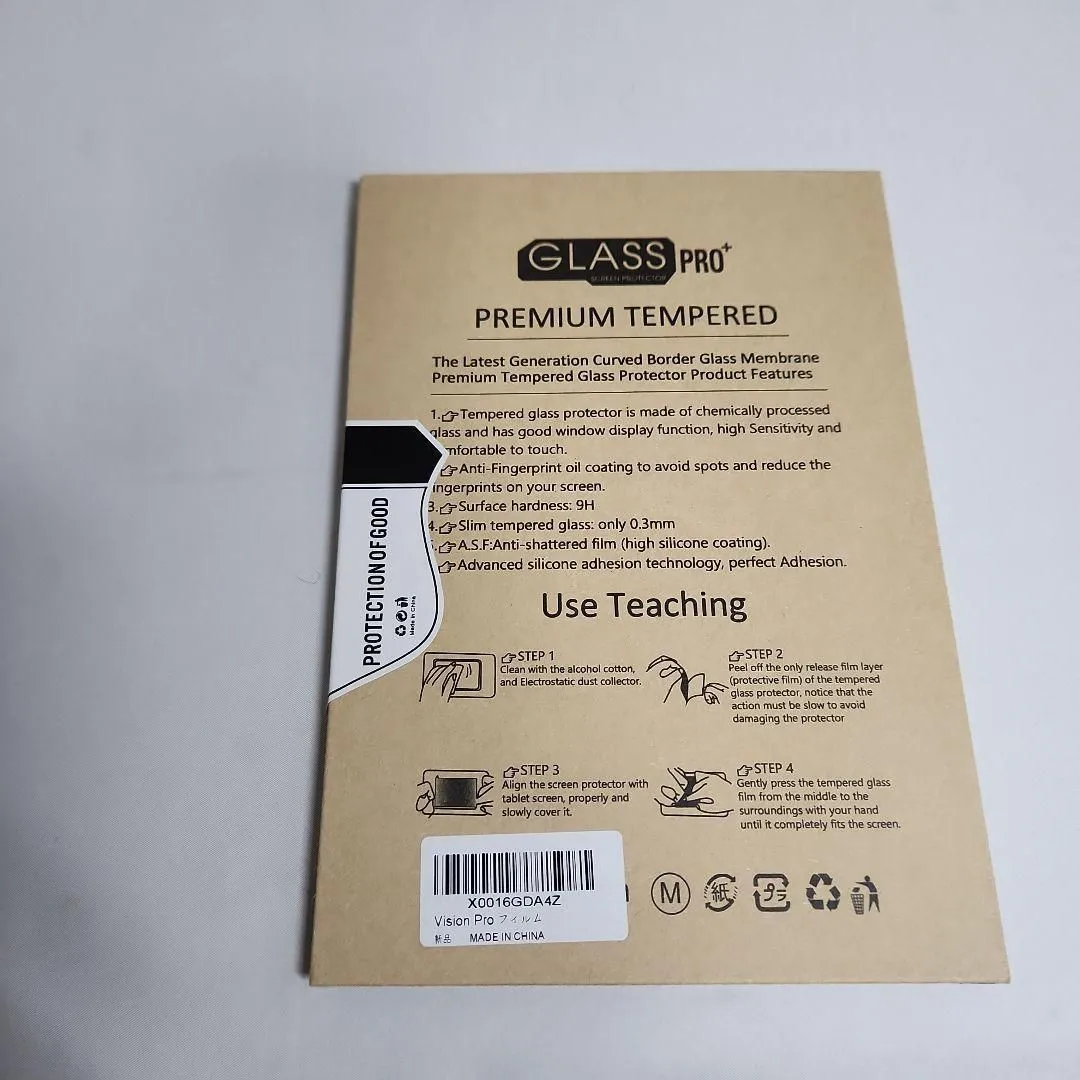 GLASS PRO+
SCREEN PROTECTOR
PREMIUM TEMPERED
The Latest Generation Curved Border Glass Membrane
Premium Tempered Glass Protector Product Features
1.☞Tempered glass protector is made of chemically processed
glass and has good window display function, high Sensitivity and
mfortable to touch.
☞Anti-Fingerprint oil coating to avoid spots and reduce the
ingerprints on your screen.
3.☞Surface hardness: 9H
4.☞Slim tempered glass: only 0.3mm
☞A.S.F:Anti-shattered film (high silicone coating).
☞Advanced silicone adhesion technology, perfect Adhesion.
PROTECTION OF GOOD
Made in China
Use Teaching
☞STEP 1
Clean with the alcohol cotton,
and Electrostatic dust collector.
☞STEP 2
Peel off the only release film layer
(protective film) of the tempered
glass protector, notice that the
action must be slow to avoid
damaging the protector
☞STEP 3
Align the screen protector with
tablet screen, properly and
slowly cover it.
☞STEP 4
Gently press the tempered glass
film from the middle to the
surroundings with your hand
until it completely fits the screen.
X0016GDA4Z
Vision Pro フィルム
新品 MADE IN CHINA
M 紙 プラ